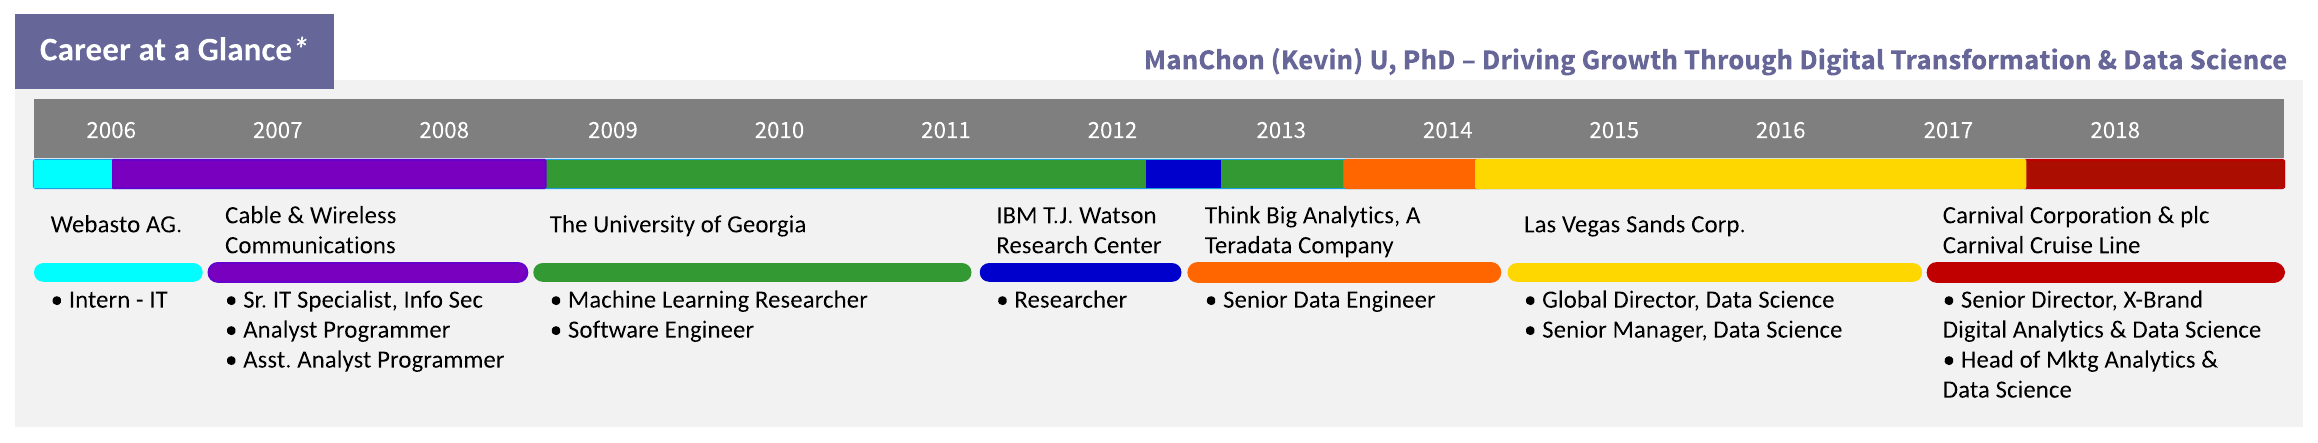 Career at a Glance*
ManChon (Kevin) U, PhD – Driving Growth Through Digital Transformation & Data Science
2006 2007 2008 2009 2010 2011 2012 2013 2014 2015 2016 2017 2018
Webasto AG.
• Intern - IT
Cable & Wireless
Communications
• Sr. IT Specialist, Info Sec
• Analyst Programmer
• Asst. Analyst Programmer
The University of Georgia
• Machine Learning Researcher
• Software Engineer
IBM T.J. Watson
Research Center
• Researcher
Think Big Analytics, A
Teradata Company
• Senior Data Engineer
Las Vegas Sands Corp.
• Global Director, Data Science
• Senior Manager, Data Science
Carnival Corporation & plc
Carnival Cruise Line
• Senior Director, X-Brand
Digital Analytics & Data Science
• Head of Mktg Analytics &
Data Science